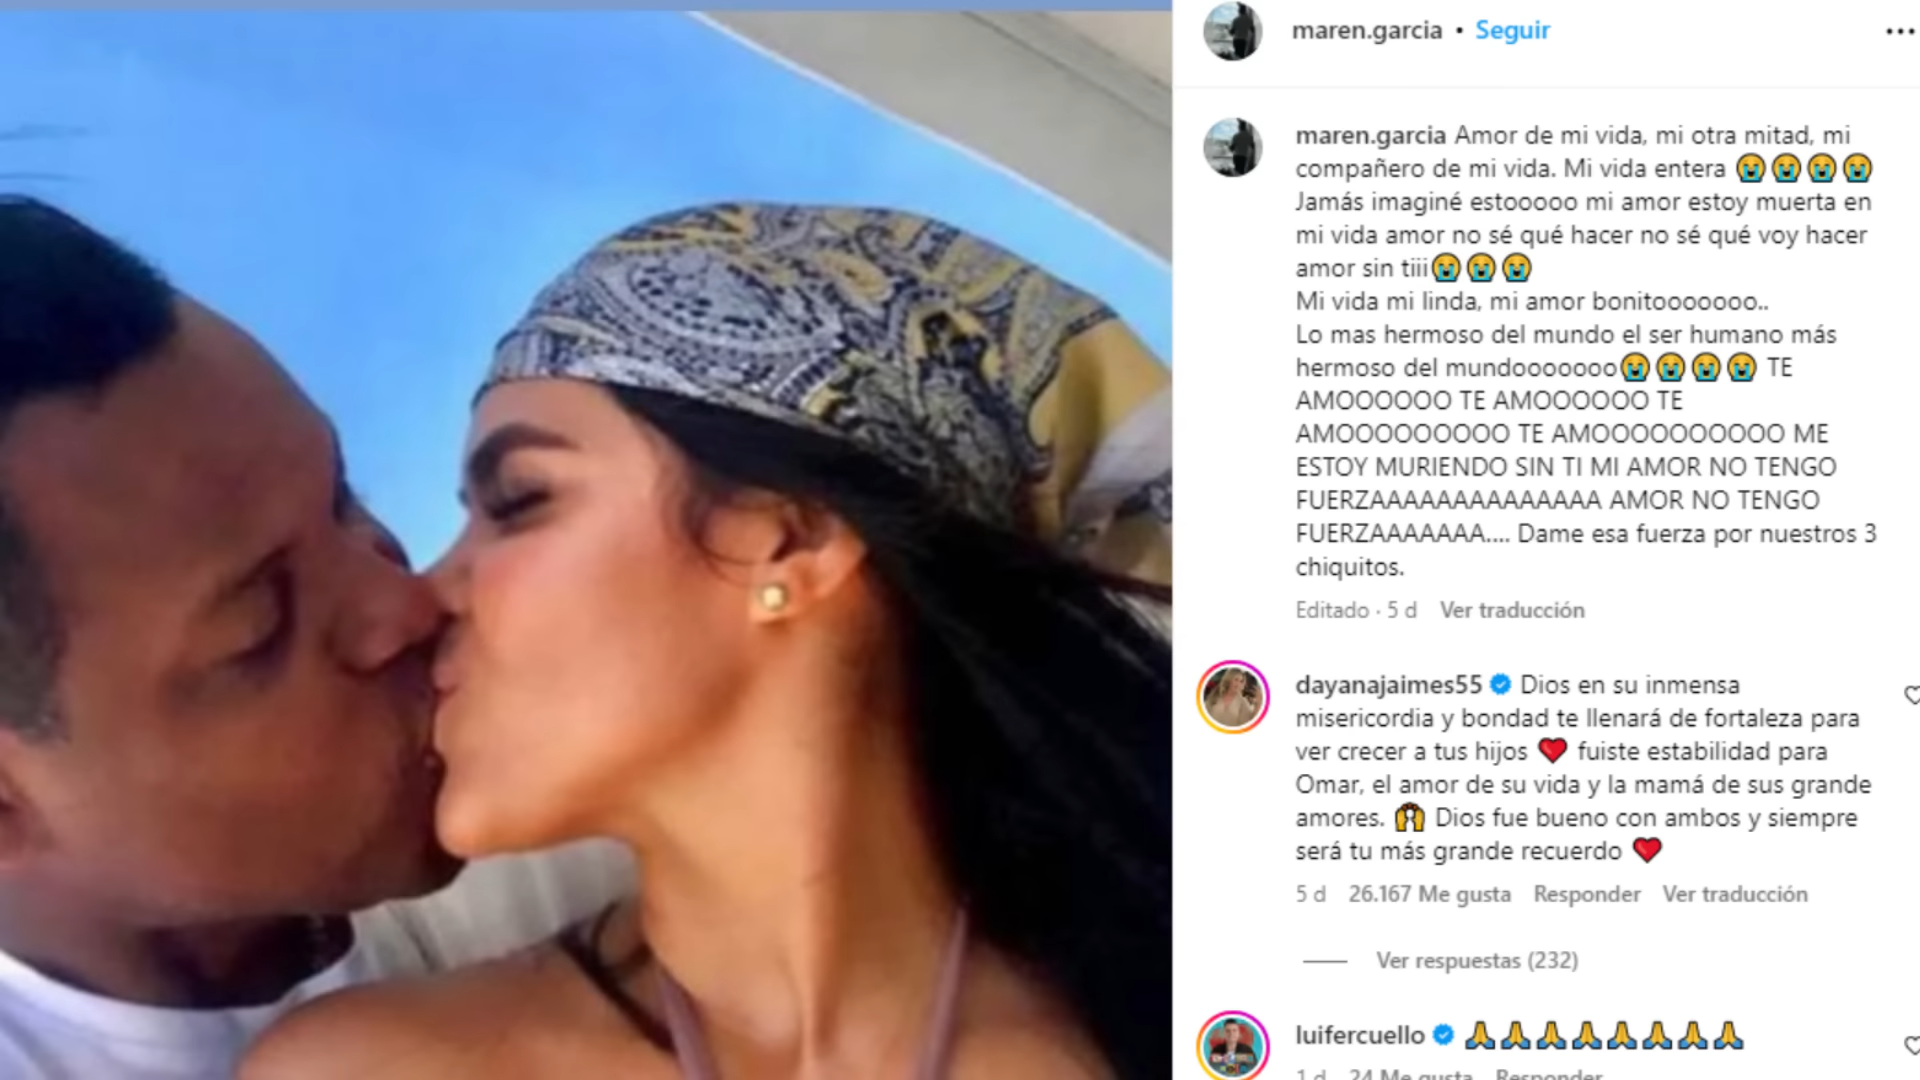 maren.garcia • Seguir
maren.garcia Amor de mi vida, mi otra mitad, mi
compañero de mi vida. Mi vida entera 😭😭😭😭
Jamás imaginé estooooo mi amor estoy muerta en
mi vida amor no sé qué hacer no sé qué voy hacer
amor sin tiii😭😭😭
Mi vida mi linda, mi amor bonitooooooo..
Lo mas hermoso del mundo el ser humano más
hermoso del mundooooooo😭😭😭😭 TE
AMOOOOOO TE AMOOOOOO TE
AMOOOOOOOOO TE AMOOOOOOOOOO ME
ESTOY MURIENDO SIN TI MI AMOR NO TENGO
FUERZAAAAAAAAAAAAAA AMOR NO TENGO
FUERZAAAAAAA.... Dame esa fuerza por nuestros 3
chiquitos.
Editado · 5 d Ver traducción
dayanajaimes55 Dios en su inmensa
misericordia y bondad te llenará de fortaleza para
ver crecer a tus hijos ❤️ fuiste estabilidad para
Omar, el amor de su vida y la mamá de sus grande
amores. 🙌 Dios fue bueno con ambos y siempre
será tu más grande recuerdo ❤️
5 d 26.167 Me gusta Responder Ver traducción
Ver respuestas (232)
luifercuello 🙏🙏🙏🙏🙏🙏🙏🙏
1 d 24 Me gusta Responder